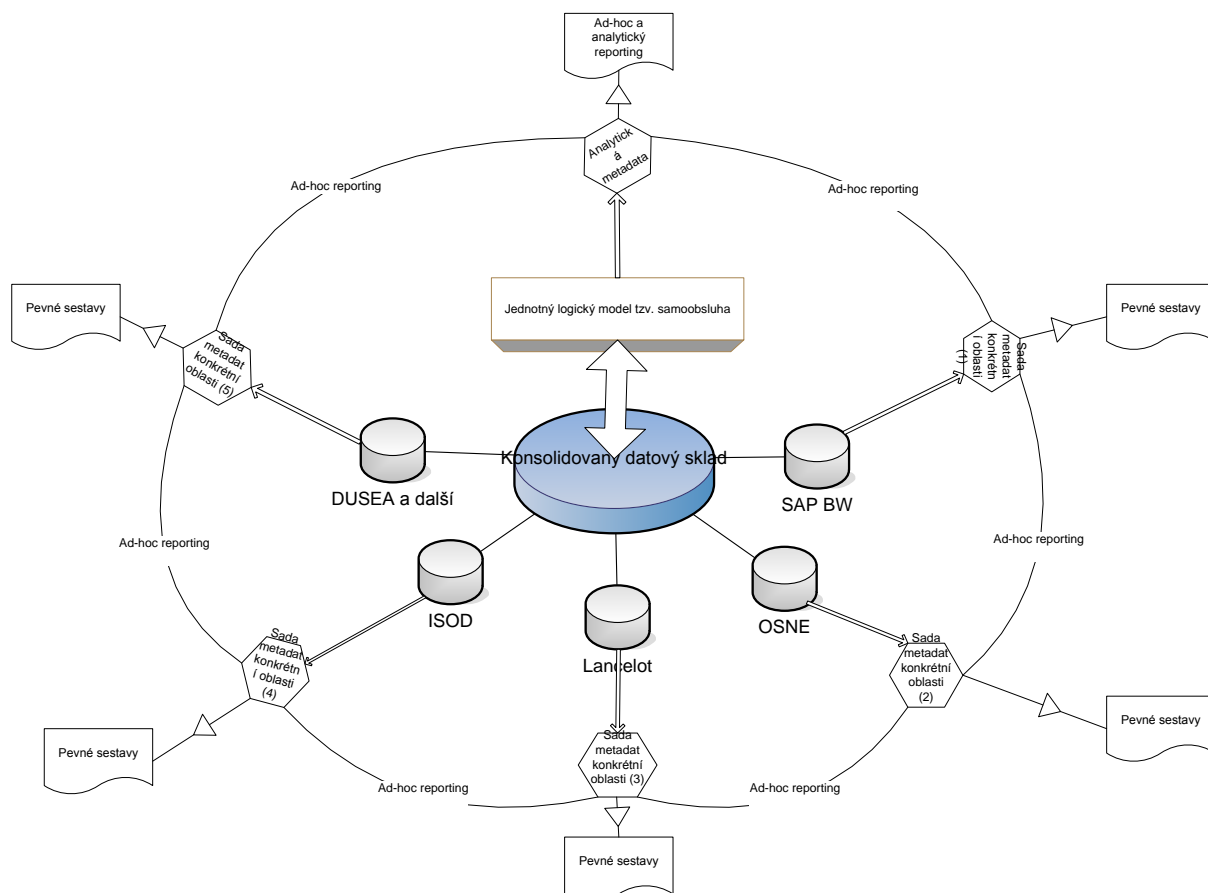 Ad-hoc a
analytický
reporting
Analytick
á
metadata
Ad-hoc reporting
Ad-hoc reporting
Jednotný logický model tzv. samoobsluha
Pevné sestavy
Pevné sestavy
Sada
metadat
konkrétní
oblasti (5)
Sada
metadat
konkrétn
í oblasti
(1)
Konsolidovaný datový sklad
DUSEA a další
SAP BW
Ad-hoc reporting
Ad-hoc reporting
ISOD
OSNE
Lancelot
Sada
metadat
konkrétn
í oblasti
(4)
Sada
metadat
konkrétní
oblasti
(2)
Pevné sestavy
Pevné sestavy
Sada
metadat
konkrétní
oblasti (3)
Ad-hoc reporting
Ad-hoc reporting
Pevné sestavy